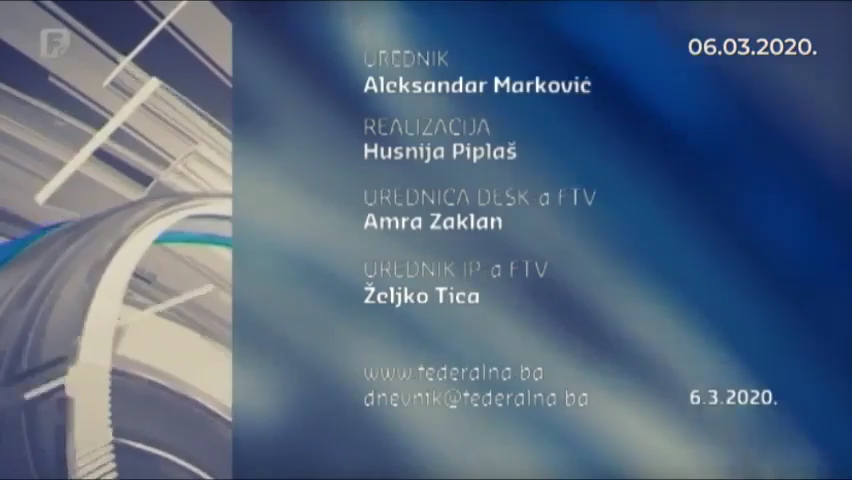 06.03.2020.
UREDNIK
Aleksandar Marković
REALIZACIJA
Husnija Piplaš
UREDNICA DESK-a FTV
Amra Zaklan
UREDNIK IP-a FTV
Željko Tica
www.federalna.ba
dnevnik@federalna.ba
6.3.2020.